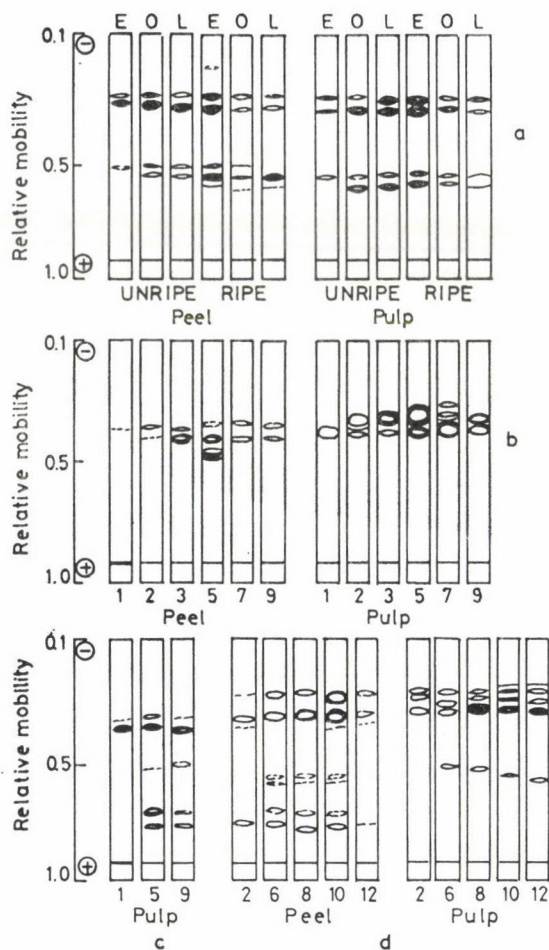 E O L E O L E O L E O L
0.1
⊖
Relative mobility
0.5
a
1.0
⊕
UNRIPE RIPE UNRIPE RIPE
Peel Pulp
0.1
⊖
Relative mobility
0.5
b
1.0
⊕
1 2 3 5 7 9 1 2 3 5 7 9
Peel Pulp
0.1
⊖
Relative mobility
0.5
1.0
⊕
1 5 9 2 6 8 10 12 2 6 8 10 12
Pulp Peel Pulp
c d